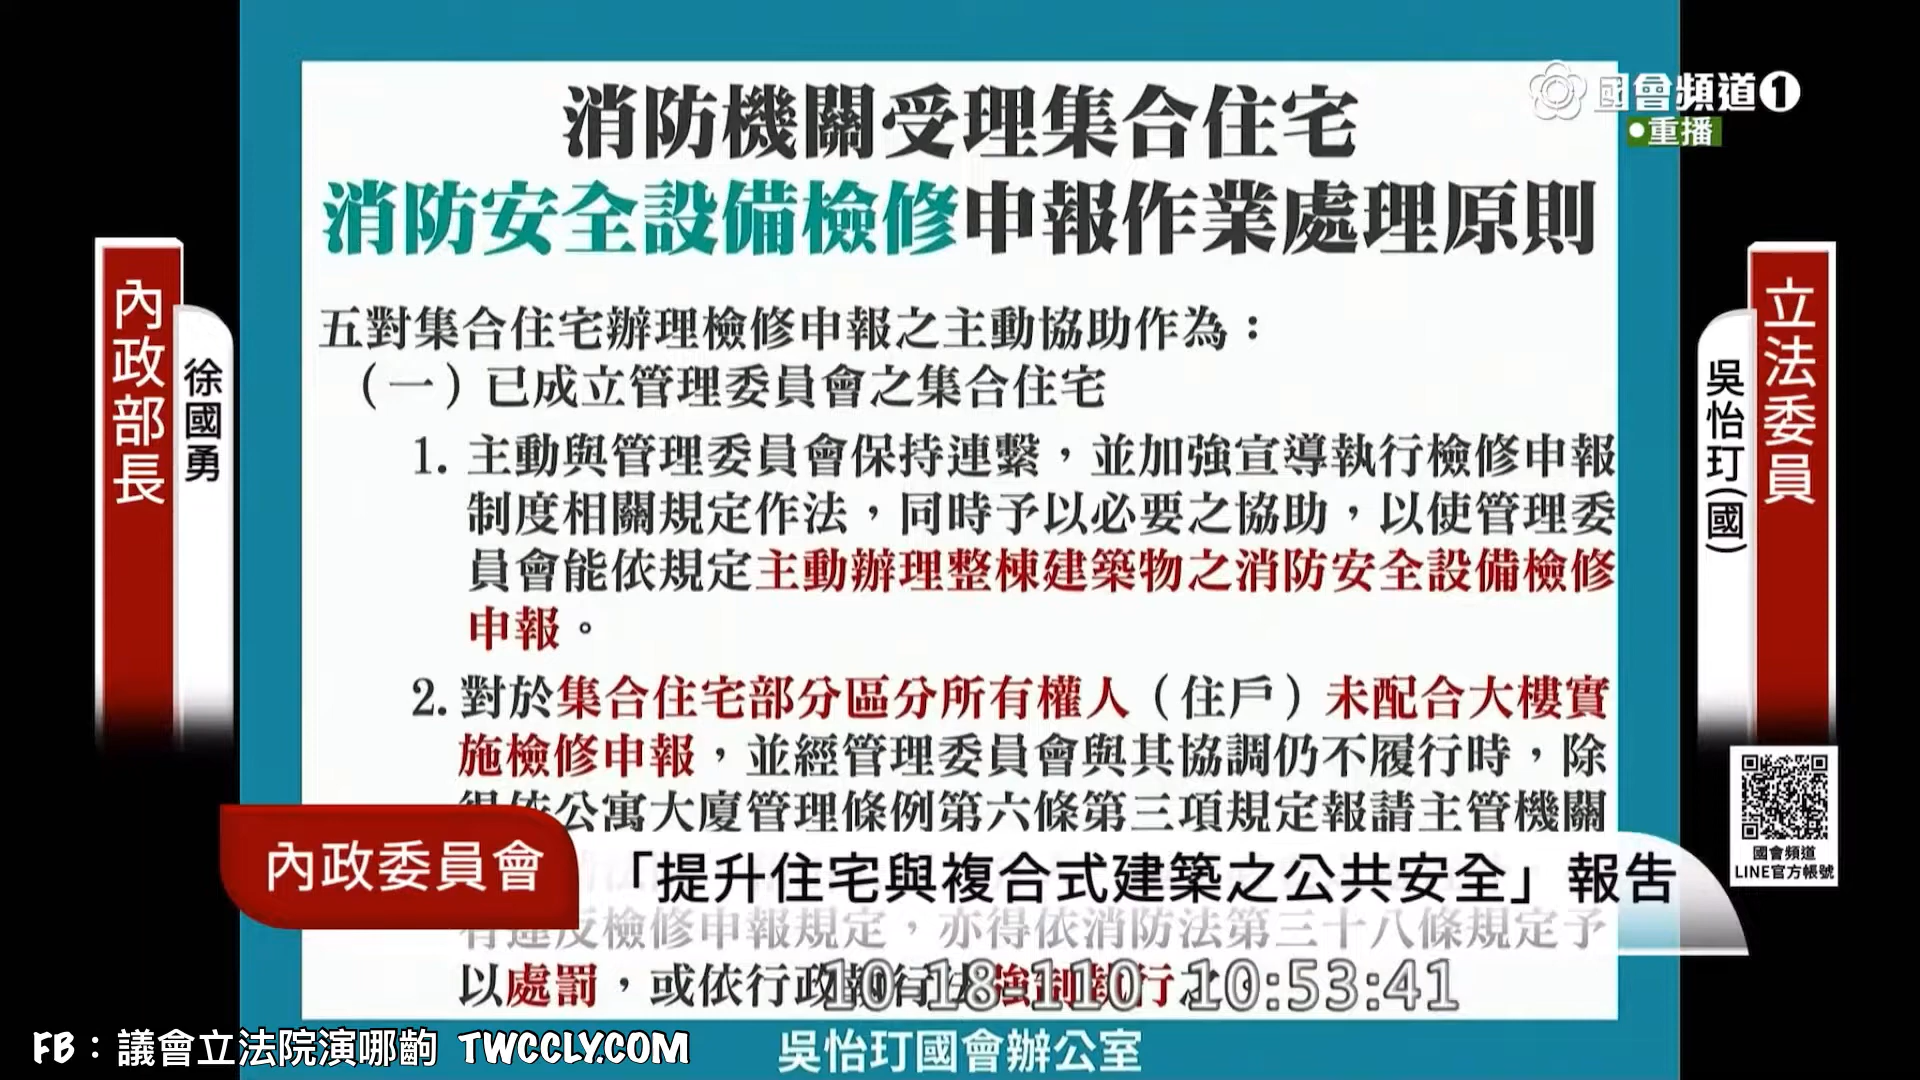 消防機關受理集合住宅
消防安全設備檢修申報作業處理原則
國會頻道1
重播
內政部長
徐國勇
立法委員
吳怡玎(國)
五對集合住宅辦理檢修申報之主動協助作為：
（一）已成立管理委員會之集合住宅
1. 主動與管理委員會保持連繫，並加強宣導執行檢修申報
制度相關規定作法，同時予以必要之協助，以使管理委
員會能依規定主動辦理整棟建築物之消防安全設備檢修
申報。
2. 對於集合住宅部分區分所有權人（住戶）未配合大樓實
施檢修申報，並經管理委員會與其協調仍不履行時，除
得依公寓大廈管理條例第六條第三項規定報請主管機關
內政委員會
「提升住宅與複合式建築之公共安全」報告
有違反檢修申報規定，亦得依消防法第三十八條規定予
以處罰，或依行政執行法強制執行之。
10-18-110 10:53:41
國會頻道
LINE官方帳號
FB：議會立法院演哪齣 TWCCLY.COM
吳怡玎國會辦公室